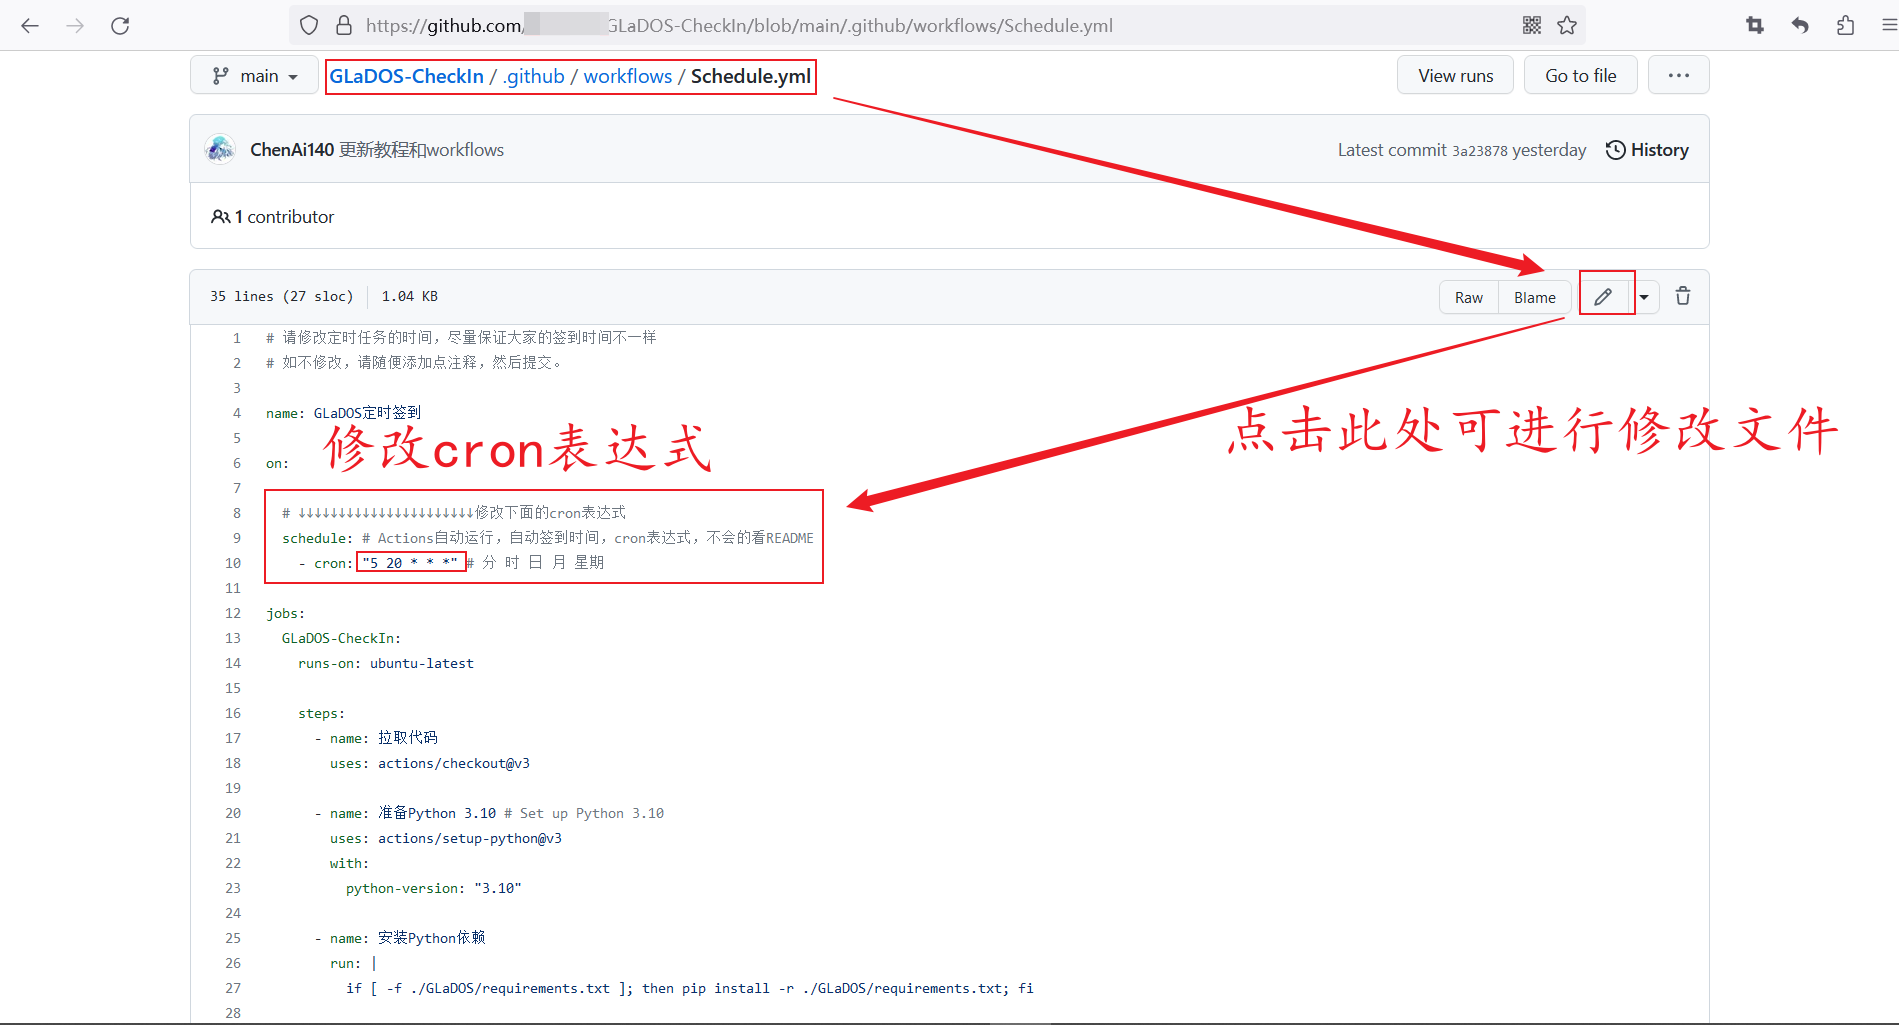 https://github.com/ GLaDOS-CheckIn/blob/main/.github/workflows/Schedule.yml
main GLaDOS-CheckIn / .github / workflows / Schedule.yml View runs Go to file ...
ChenAi140 更新教程和workflows Latest commit 3a23878 yesterday History
1 contributor
35 lines (27 sloc) 1.04 KB Raw Blame
1 # 请修改定时任务的时间，尽量保证大家的签到时间不一样
2 # 如不修改，请随便添加点注释，然后提交。
3
4 name: GLaDOS定时签到
点击此处可进行修改文件
5
修改cron表达式
6 on:
7
8 # ↓↓↓↓↓↓↓↓↓↓↓↓↓↓↓↓↓↓↓↓↓↓修改下面的cron表达式
9 schedule: # Actions自动运行，自动签到时间，cron表达式，不会的看README
10 - cron: "5 20 * * *" # 分 时 日 月 星期
11
12 jobs:
13 GLaDOS-CheckIn:
14 runs-on: ubuntu-latest
15
16 steps:
17 - name: 拉取代码
18 uses: actions/checkout@v3
19
20 - name: 准备Python 3.10 # Set up Python 3.10
21 uses: actions/setup-python@v3
22 with:
23 python-version: "3.10"
24
25 - name: 安装Python依赖
26 run: |
27 if [ -f ./GLaDOS/requirements.txt ]; then pip install -r ./GLaDOS/requirements.txt; fi
28